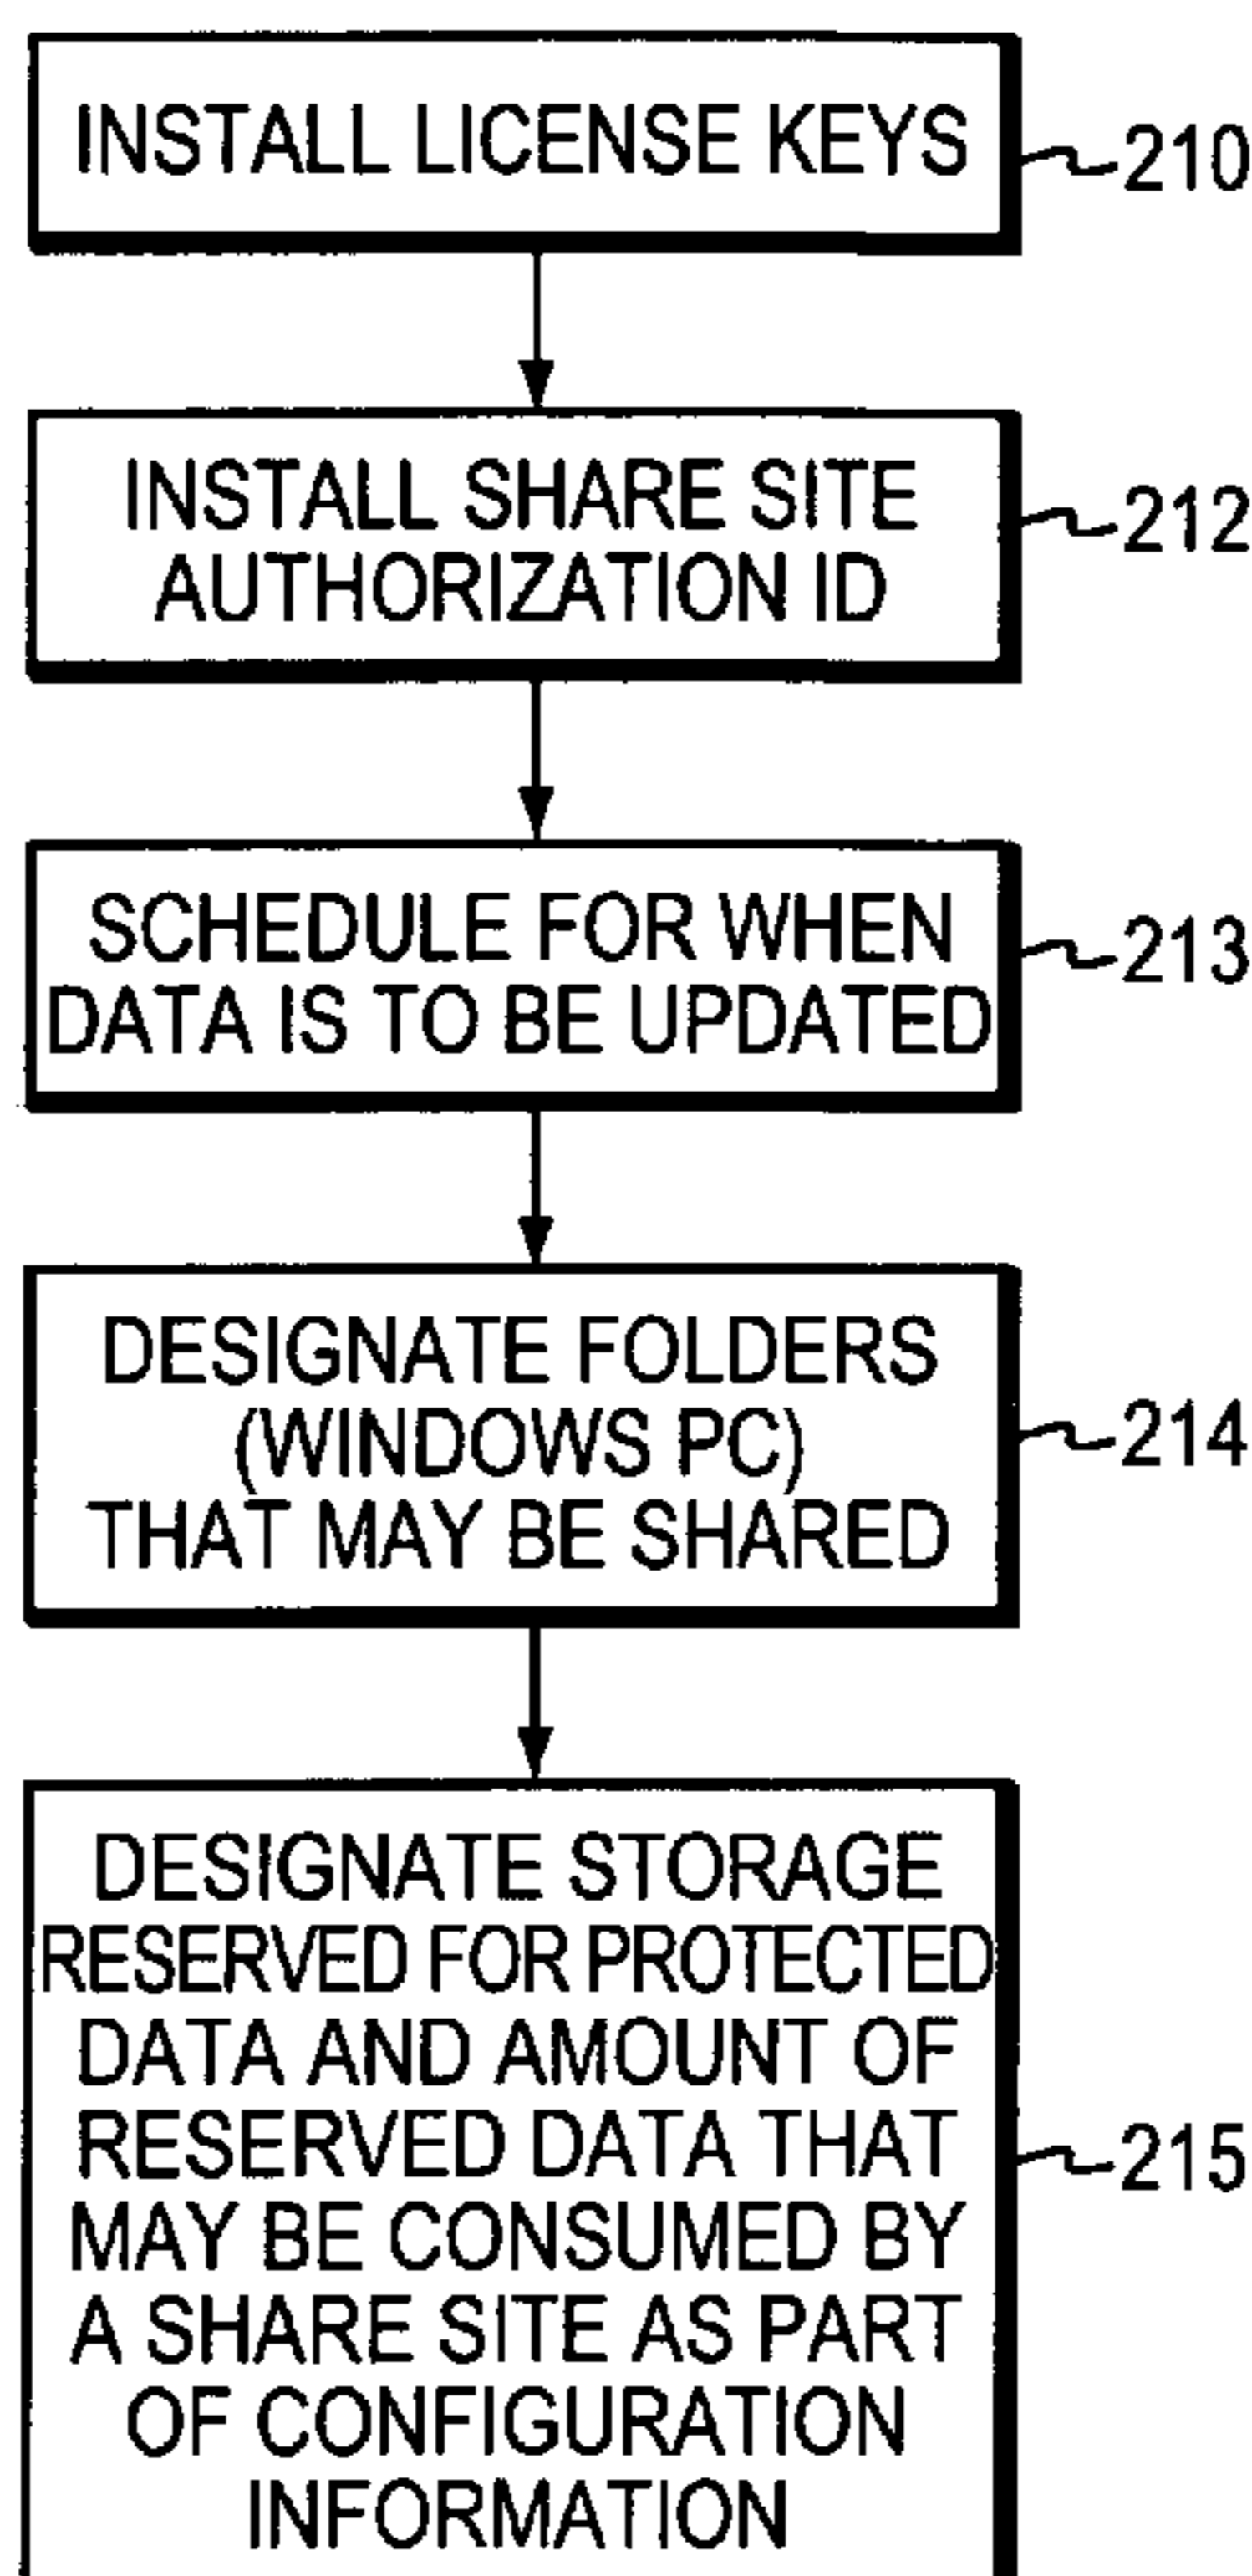 INSTALL LICENSE KEYS
210
INSTALL SHARE SITE
AUTHORIZATION ID
212
SCHEDULE FOR WHEN
DATA IS TO BE UPDATED
213
DESIGNATE FOLDERS
(WINDOWS PC)
THAT MAY BE SHARED
214
DESIGNATE STORAGE
RESERVED FOR PROTECTED
DATA AND AMOUNT OF
RESERVED DATA THAT
MAY BE CONSUMED BY
A SHARE SITE AS PART
OF CONFIGURATION
INFORMATION
215